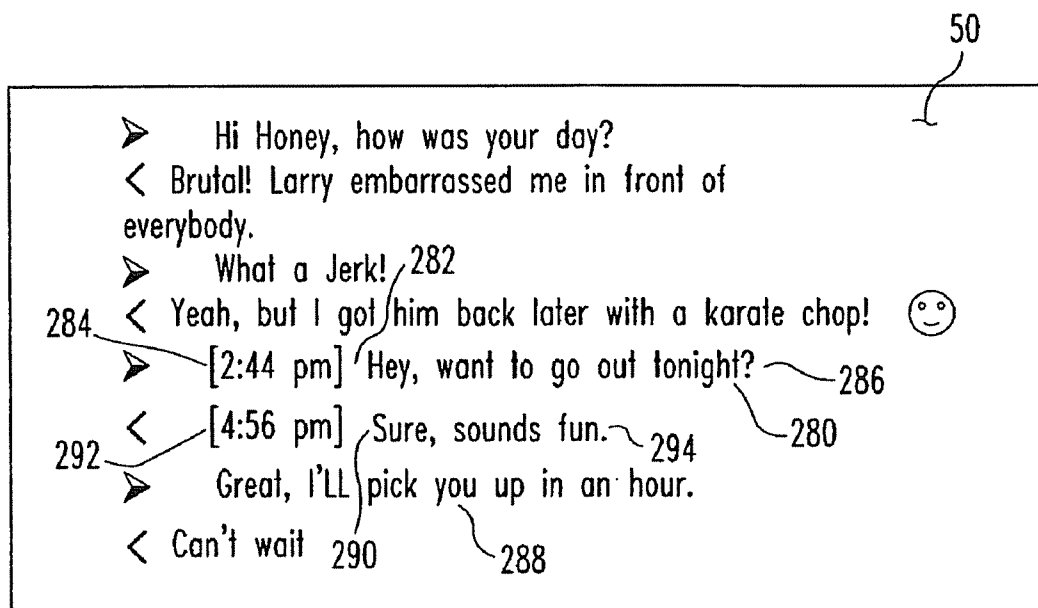 50
➢ Hi Honey, how was your day?
< Brutal! Larry embarrassed me in front of
everybody.
➢ What a Jerk! 282
284 < Yeah, but I got him back later with a karate chop!
➢ [2:44 pm] Hey, want to go out tonight? 286
< [4:56 pm] Sure, sounds fun. 294 280
292
➢ Great, I'LL pick you up in an hour.
< Can't wait 290 288